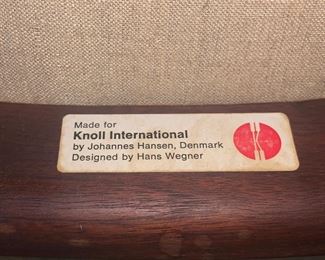 Made for
Knoll International
by Johannes Hansen, Denmark
Designed by Hans Wegner